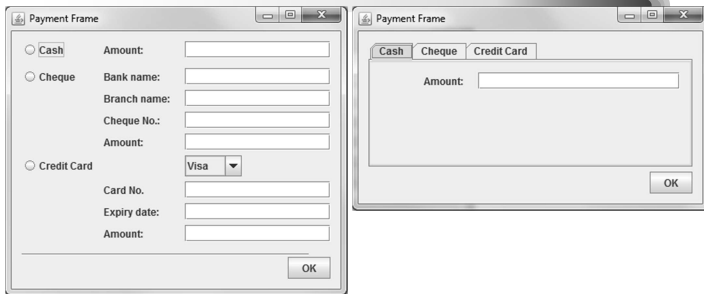 Payment Frame
Cash Amount:
Cheque Bank name:
Branch name:
Cheque No.:
Amount:
Credit Card Visa
Card No.
Expiry date:
Amount:
OK
Payment Frame
Cash Cheque Credit Card
Amount:
OK